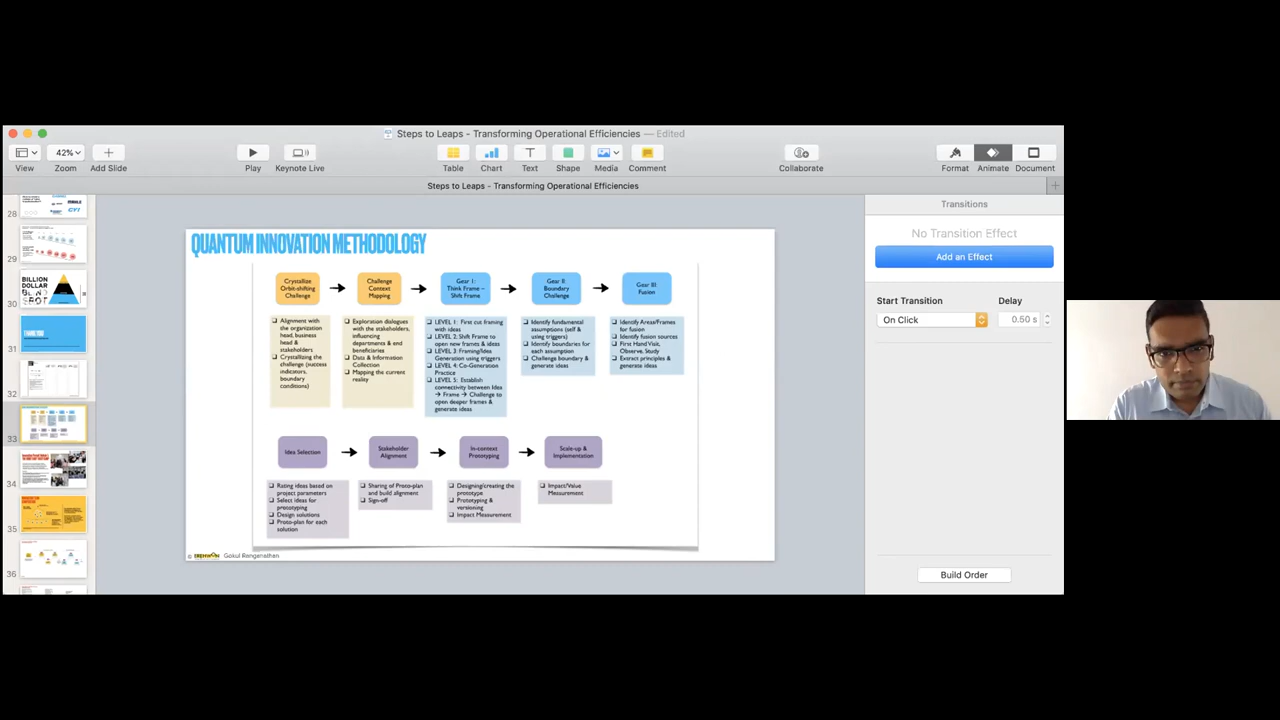 Steps to Leaps - Transforming Operational Efficiencies — Edited
42%
View
Zoom
Add Slide
Play
Keynote Live
Table
Chart
Text
Shape
Media
Comment
Collaborate
Format
Animate
Document
Steps to Leaps - Transforming Operational Efficiencies
28
29
30
BILLION
DOLLAR
31
32
33
34
35
36
QUANTUM INNOVATION METHODOLOGY
Crystallize
Orbit-shifting
Challenge
Challenge
Context
Mapping
Gear 1:
Think Frame –
Shift Frame
Gear II:
Boundary
Challenge
Gear III
Fusion
Alignment with
the organization
head, business
head &
stakeholders
Crystallizing the
challenge (success
indicators,
boundary
conditions)
Exploration dialogues
with the stakeholders,
influencing
departments & end
beneficiaries
Data & Information
Collection
Mapping the current
reality
LEVEL 1: First cut framing
with ideas
LEVEL 2: Shift Frame to
open new frames & ideas
LEVEL 3: Framing/Idea
Generation using triggers
LEVEL 4: Co-Generation
Practice
LEVEL 5: Establish
connectivity between Idea
→ Frame → Challenge to
open deeper frames &
generate ideas
Identify fundamental
assumptions (self &
using triggers)
Identify boundaries for
each assumption
Challenge boundary &
generate ideas
Identify Areas/Frames
for fusion
Identify fusion sources
First Hand Visit,
Observe, Study
Extract principles &
generate ideas
Idea Selection
Stakeholder
Alignment
In-context
Prototyping
Scale-up &
Implementation
Rating ideas based on
project parameters
Select ideas for
prototyping
Design solutions
Proto-plan for each
solution
Sharing of Proto-plan
and build alignment
Sign-off
Designing/creating the
prototype
Prototyping &
versioning
Impact Measurement
Impact/Value
Measurement
©
Gokul Ranganathan
Transitions
No Transition Effect
Add an Effect
Start Transition
Delay
On Click
0.50 s
Build Order